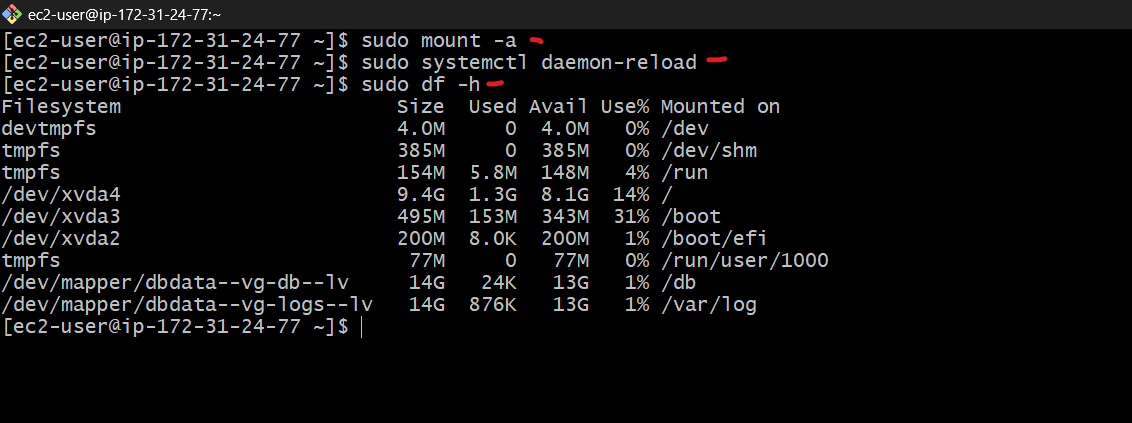 ec2-user@ip-172-31-24-77:~
[ec2-user@ip-172-31-24-77 ~]$ sudo mount -a
[ec2-user@ip-172-31-24-77 ~]$ sudo systemctl daemon-reload
[ec2-user@ip-172-31-24-77 ~]$ sudo df -h
Filesystem                       Size  Used Avail Use% Mounted on
devtmpfs                         4.0M     0  4.0M   0% /dev
tmpfs                            385M     0  385M   0% /dev/shm
tmpfs                            154M  5.8M  148M   4% /run
/dev/xvda4                       9.4G  1.3G  8.1G  14% /
/dev/xvda3                       495M  153M  343M  31% /boot
/dev/xvda2                       200M  8.0K  200M   1% /boot/efi
tmpfs                             77M     0   77M   0% /run/user/1000
/dev/mapper/dbdata--vg-db--lv     14G   24K   13G   1% /db
/dev/mapper/dbdata--vg-logs--lv   14G  876K   13G   1% /var/log
[ec2-user@ip-172-31-24-77 ~]$